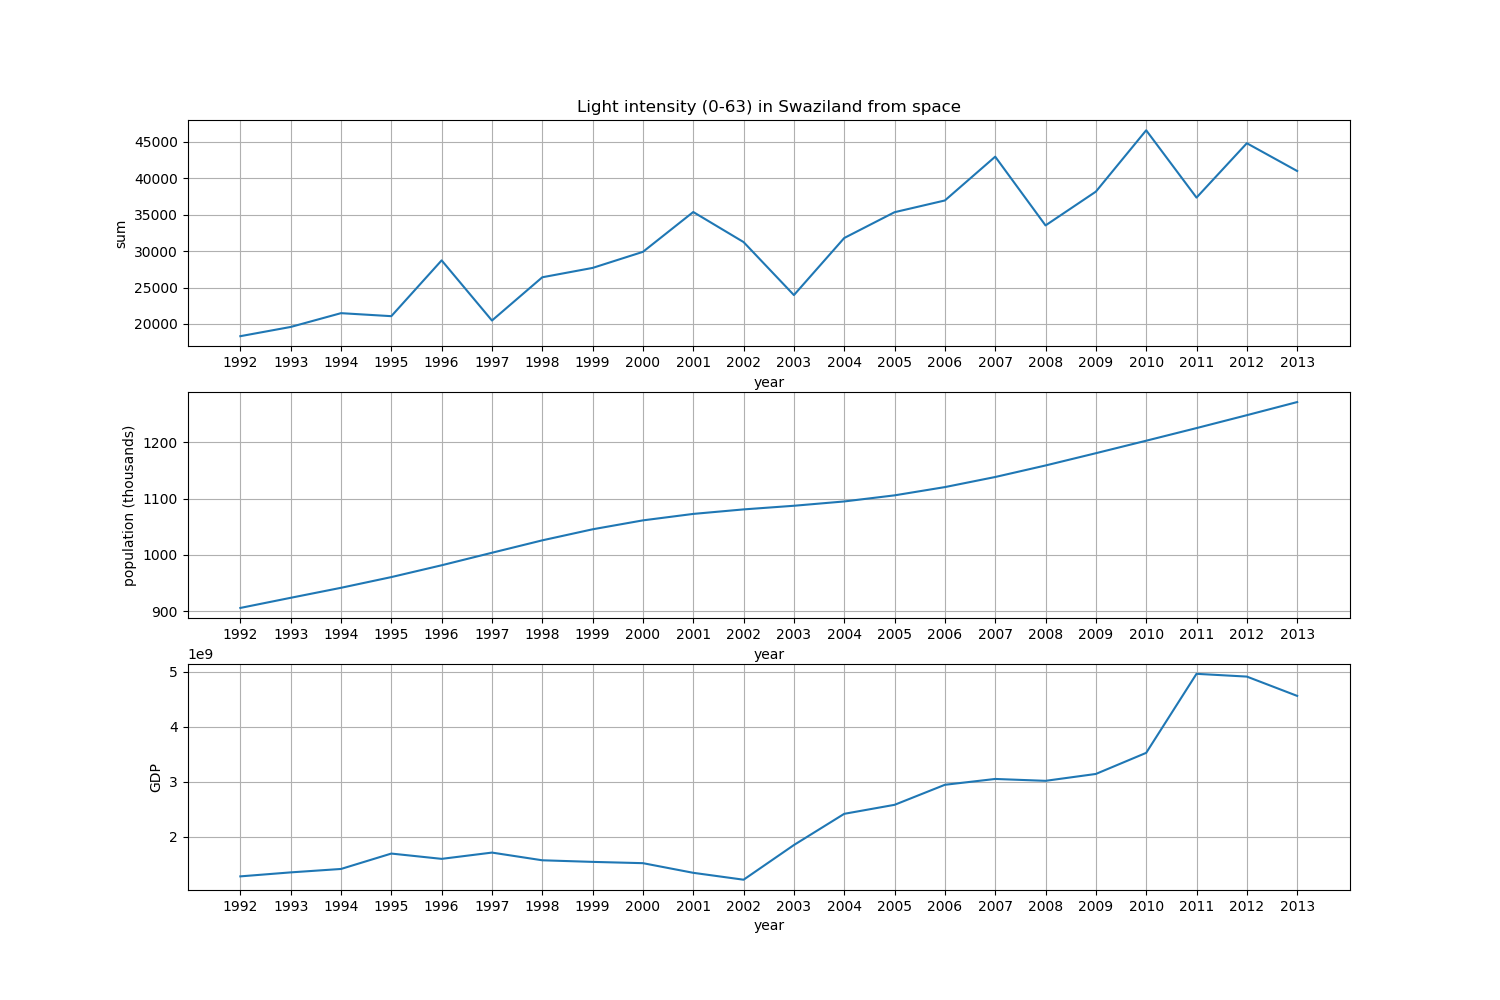 Light intensity (0-63) in Swaziland from space
45000
40000
35000
30000
25000
20000
sum
1992 1993 1994 1995 1996 1997 1998 1999 2000 2001 2002 2003 2004 2005 2006 2007 2008 2009 2010 2011 2012 2013
year
1200
1100
1000
900
population (thousands)
1992 1993 1994 1995 1996 1997 1998 1999 2000 2001 2002 2003 2004 2005 2006 2007 2008 2009 2010 2011 2012 2013
year
1e9
5
4
3
2
GDP
1992 1993 1994 1995 1996 1997 1998 1999 2000 2001 2002 2003 2004 2005 2006 2007 2008 2009 2010 2011 2012 2013
year